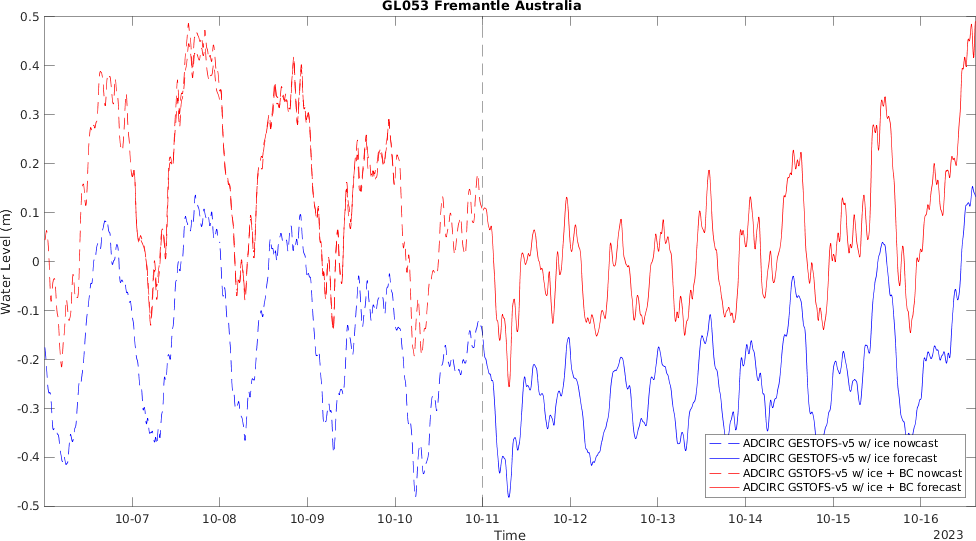 GL053 Fremantle Australia
0.5
0.4
0.3
0.2
0.1
0
-0.1
-0.2
-0.3
-0.4
-0.5
Water Level (m)
ADCIRC GESTOFS-v5 w/ ice nowcast
ADCIRC GESTOFS-v5 w/ ice forecast
ADCIRC GSTOFS-v5 w/ ice + BC nowcast
ADCIRC GSTOFS-v5 w/ ice + BC forecast
10-07 10-08 10-09 10-10 10-11 10-12 10-13 10-14 10-15 10-16
Time
2023